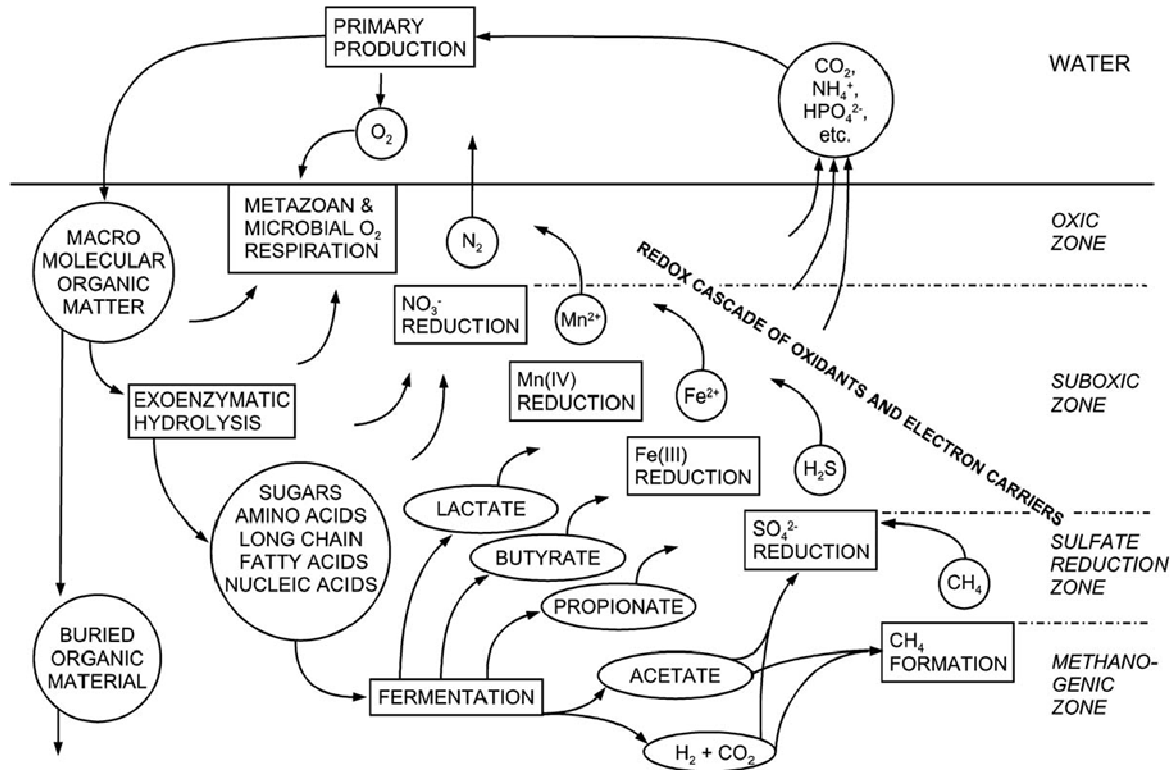 PRIMARY
PRODUCTION
CO₂,
NH₄⁺,
HPO₄²⁻,
etc.
WATER
O₂
MACRO
MOLECULAR
ORGANIC
MATTER
METAZOAN &
MICROBIAL O₂
RESPIRATION
N₂
OXIC
ZONE
REDOX CASCADE OF OXIDANTS AND ELECTRON CARRIERS
NO₃⁻
REDUCTION
Mn²⁺
EXOENZYMATIC
HYDROLYSIS
Mn(IV)
REDUCTION
Fe²⁺
SUBOXIC
ZONE
Fe(III)
REDUCTION
H₂S
SUGARS
AMINO ACIDS
LONG CHAIN
FATTY ACIDS
NUCLEIC ACIDS
LACTATE
BUTYRATE
PROPIONATE
SO₄²⁻
REDUCTION
CH₄
SULFATE
REDUCTION
ZONE
BURIED
ORGANIC
MATERIAL
FERMENTATION
ACETATE
H₂ + CO₂
CH₄
FORMATION
METHANO-
GENIC
ZONE